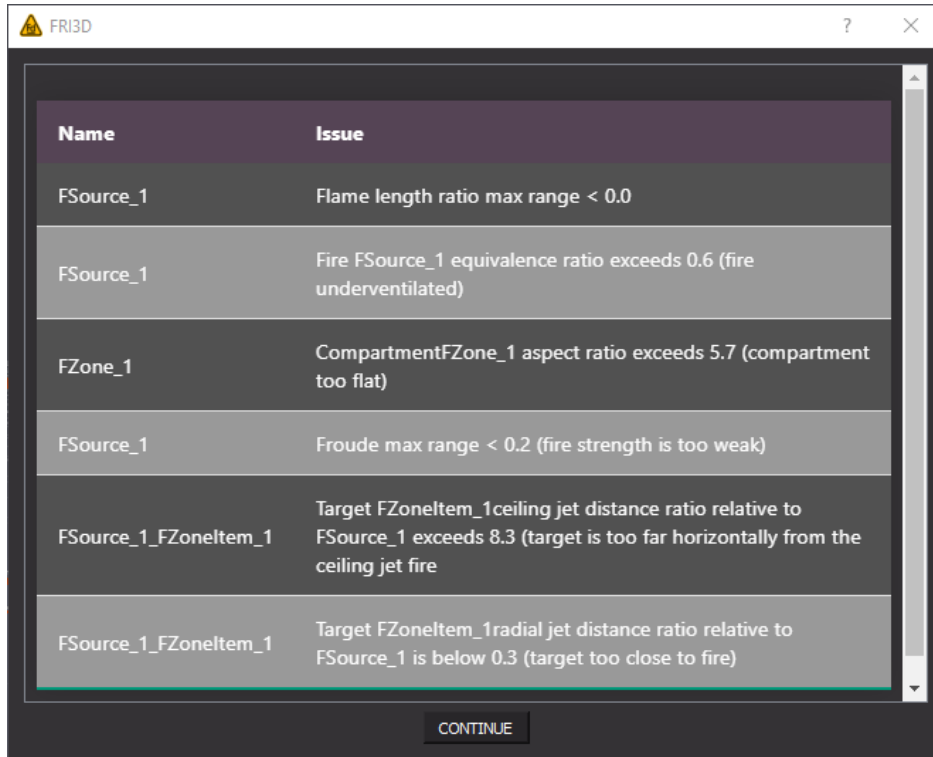 FRI3D
?
Name Issue
FSource_1 Flame length ratio max range < 0.0
FSource_1 Fire FSource_1 equivalence ratio exceeds 0.6 (fire
underventilated)
FZone_1 CompartmentFZone_1 aspect ratio exceeds 5.7 (compartment
too flat)
FSource_1 Froude max range < 0.2 (fire strength is too weak)
FSource_1_FZoneItem_1 Target FZoneItem_1ceiling jet distance ratio relative to
FSource_1 exceeds 8.3 (target is too far horizontally from the
ceiling jet fire
FSource_1_FZoneItem_1 Target FZoneItem_1radial jet distance ratio relative to
FSource_1 is below 0.3 (target too close to fire)
CONTINUE